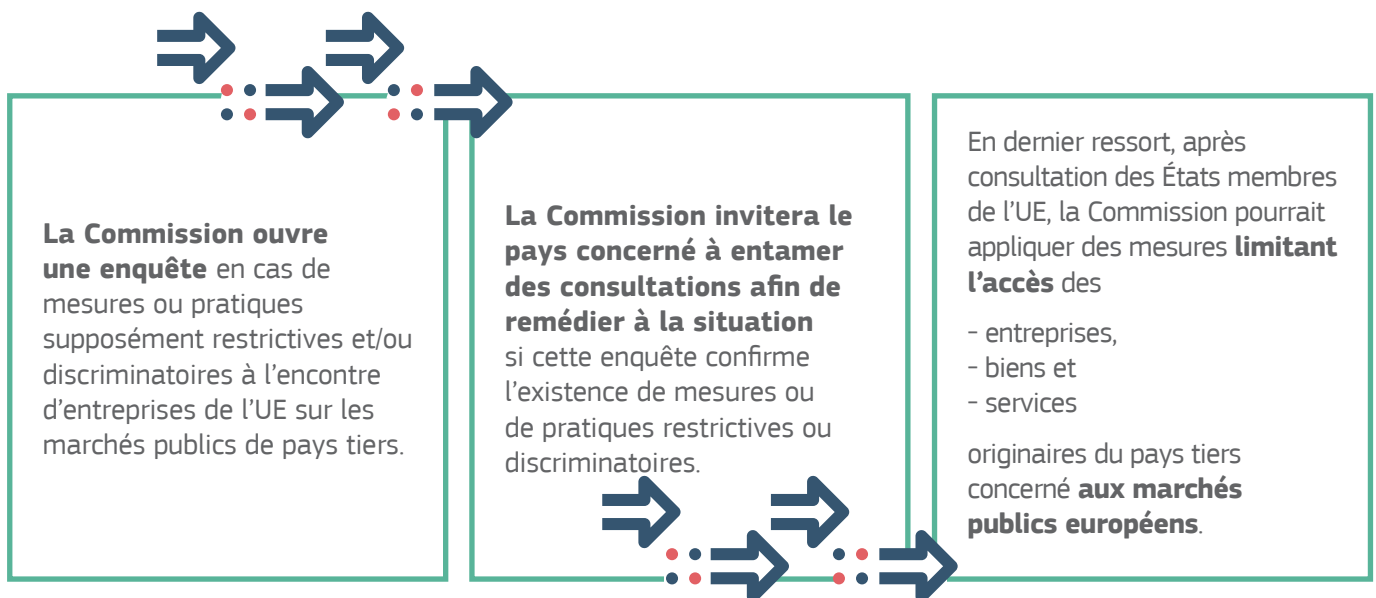 La Commission ouvre
une enquête en cas de
mesures ou pratiques
supposément restrictives et/ou
discriminatoires à l’encontre
d’entreprises de l’UE sur les
marchés publics de pays tiers.
La Commission invitera le
pays concerné à entamer
des consultations afin de
remédier à la situation
si cette enquête confirme
l’existence de mesures ou
de pratiques restrictives ou
discriminatoires.
En dernier ressort, après
consultation des États membres
de l’UE, la Commission pourrait
appliquer des mesures limitant
l’accès des
- entreprises,
- biens et
- services
originaires du pays tiers
concerné aux marchés
publics européens.